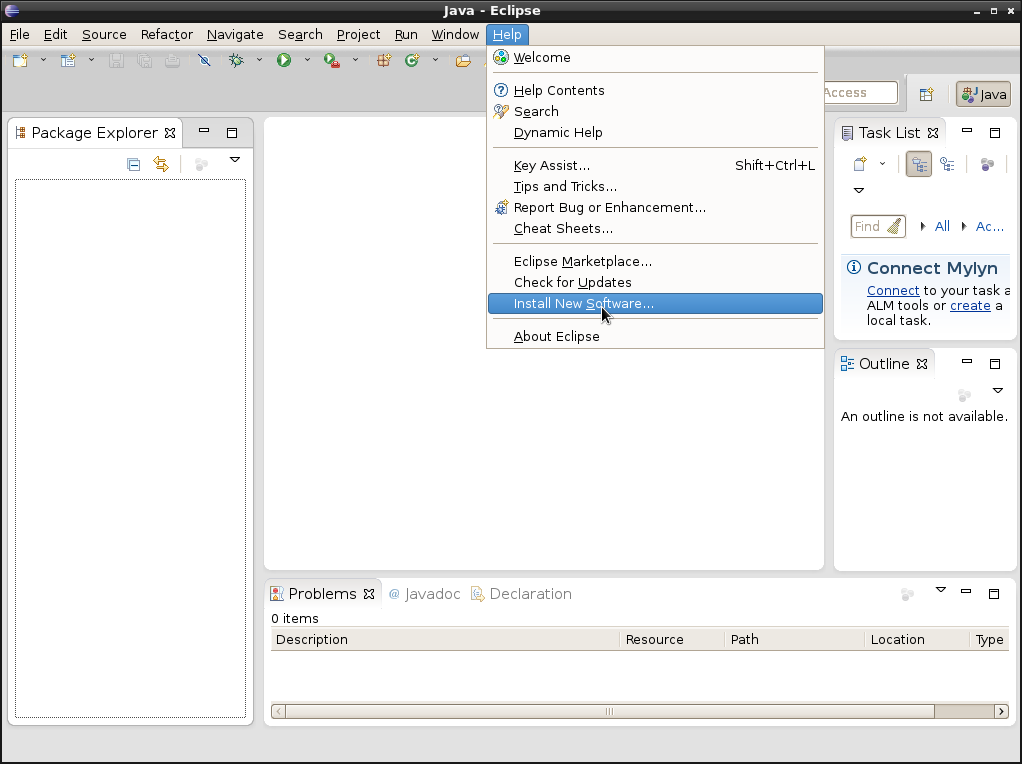 Java - Eclipse
File Edit Source Refactor Navigate Search Project Run Window Help
Welcome
Help Contents
Search
Dynamic Help
Key Assist... Shift+Ctrl+L
Tips and Tricks...
Report Bug or Enhancement...
Cheat Sheets...
Eclipse Marketplace...
Check for Updates
Install New Software...
About Eclipse
Access
Java
Package Explorer
Task List
Find All Ac...
Connect Mylyn
Connect to your task a
ALM tools or create a
local task.
Outline
An outline is not available.
Problems @ Javadoc Declaration
0 items
Description Resource Path Location Type